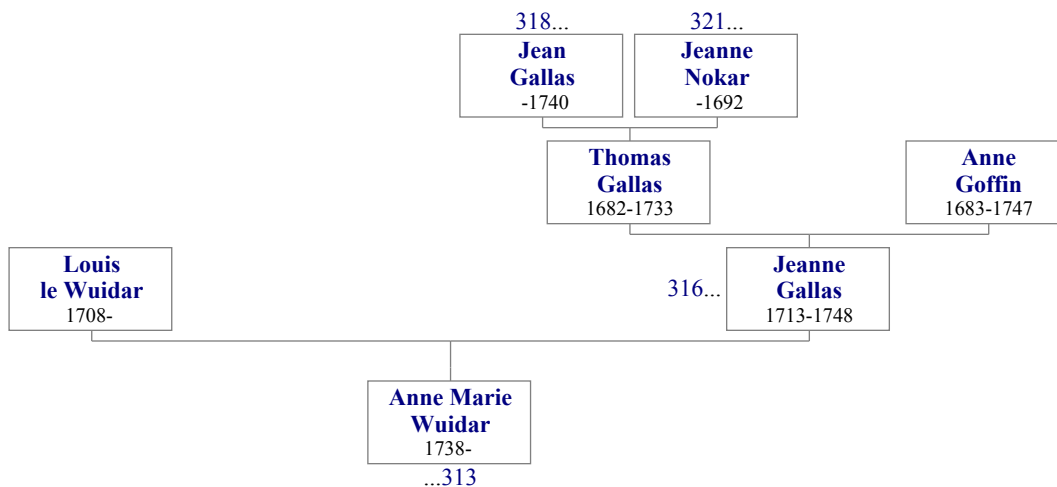 318...
Jean
Gallas
-1740
321...
Jeanne
Nokar
-1692
Thomas
Gallas
1682-1733
Anne
Goffin
1683-1747
Louis
le Wuidar
1708-
316...
Jeanne
Gallas
1713-1748
Anne Marie
Wuidar
1738-
...313